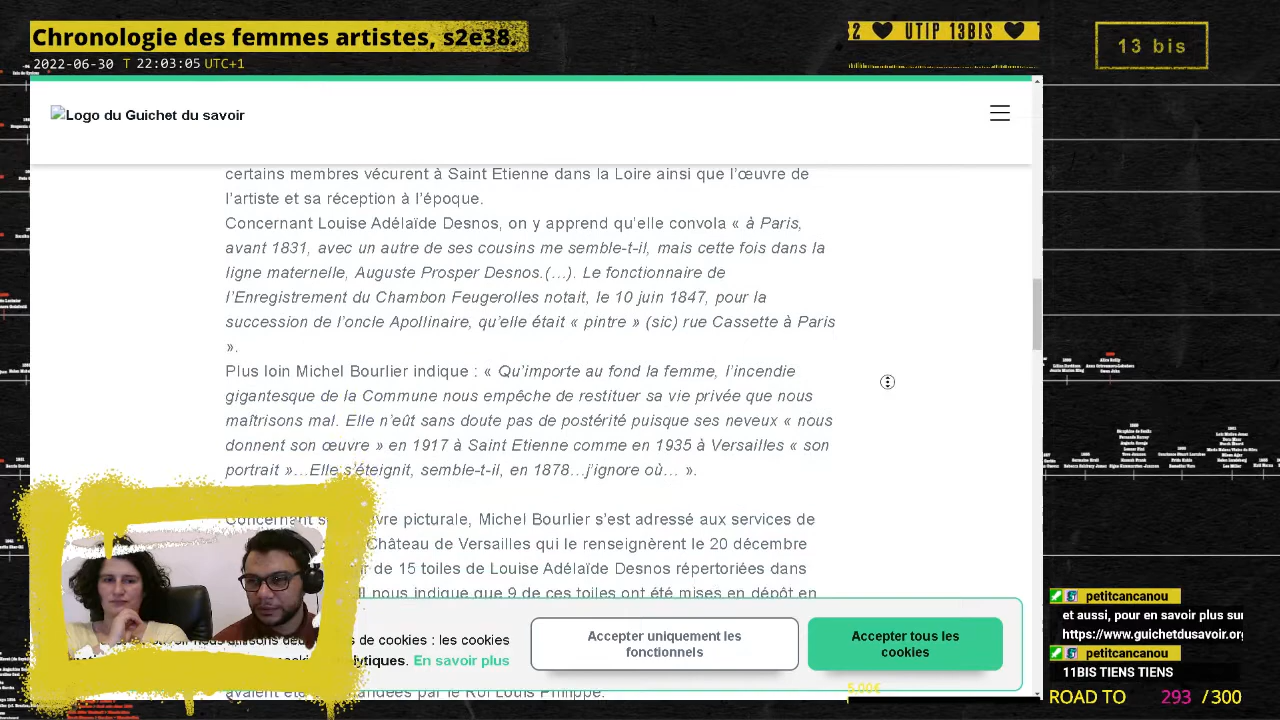 Chronologie des femmes artistes, s2e38.
2022-06-30 T 22:03:05 UTC+1
2 ♥ UTIP 13BIS ♥
13 bis
Logo du Guichet du savoir
certains membres vécurent à Saint Etienne dans la Loire ainsi que l’œuvre de
l’artiste et sa réception à l’époque.
Concernant Louise Adélaïde Desnos, on y apprend qu’elle convola « à Paris,
avant 1831, avec un autre de ses cousins me semble-t-il, mais cette fois dans la
ligne maternelle, Auguste Prosper Desnos.(…). Le fonctionnaire de
l’Enregistrement du Chambon Feugerolles notait, le 10 juin 1847, pour la
succession de l’oncle Apollinaire, qu’elle était « pintre » (sic) rue Cassette à Paris
».
Plus loin Michel Bourlier indique : « Qu’importe au fond la femme, l’incendie
gigantesque de la Commune nous empêche de restituer sa vie privée que nous
maîtrisons mal. Elle n’eût sans doute pas de postérité puisque ses neveux « nous
donnent son œuvre » en 1947 à Saint Etienne comme en 1935 à Versailles « son
portrait »…Elle s’éteint, semble-t-il, en 1878…j’ignore où… ».
Concernant vre picturale, Michel Bourlier s’est adressé aux services de
Château de Versailles qui le renseignèrent le 20 décembre
de 15 toiles de Louise Adélaïde Desnos répertoriées dans
nous indique que 9 de ces toiles ont été mises en dépôt en
de cookies : les cookies
lytiques. En savoir plus
Accepter uniquement les
fonctionnels
Accepter tous les
cookies
5.00€
avaient été mandées par le Roi Louis Philippe.
petitcancanou
et aussi, pour en savoir plus sur
https://www.guichetdusavoir.org
petitcancanou
11BIS TIENS TIENS
ROAD TO 293 /300